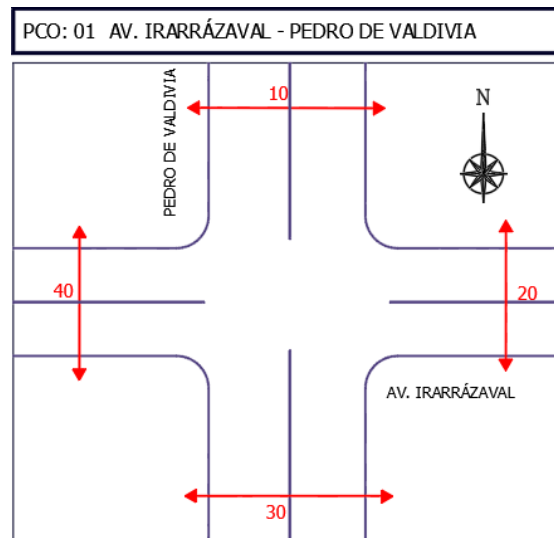 PCO: 01 AV. IRARRÁZAVAL - PEDRO DE VALDIVIA
PEDRO DE VALDIVIA
10
N
40
20
AV. IRARRÁZAVAL
30